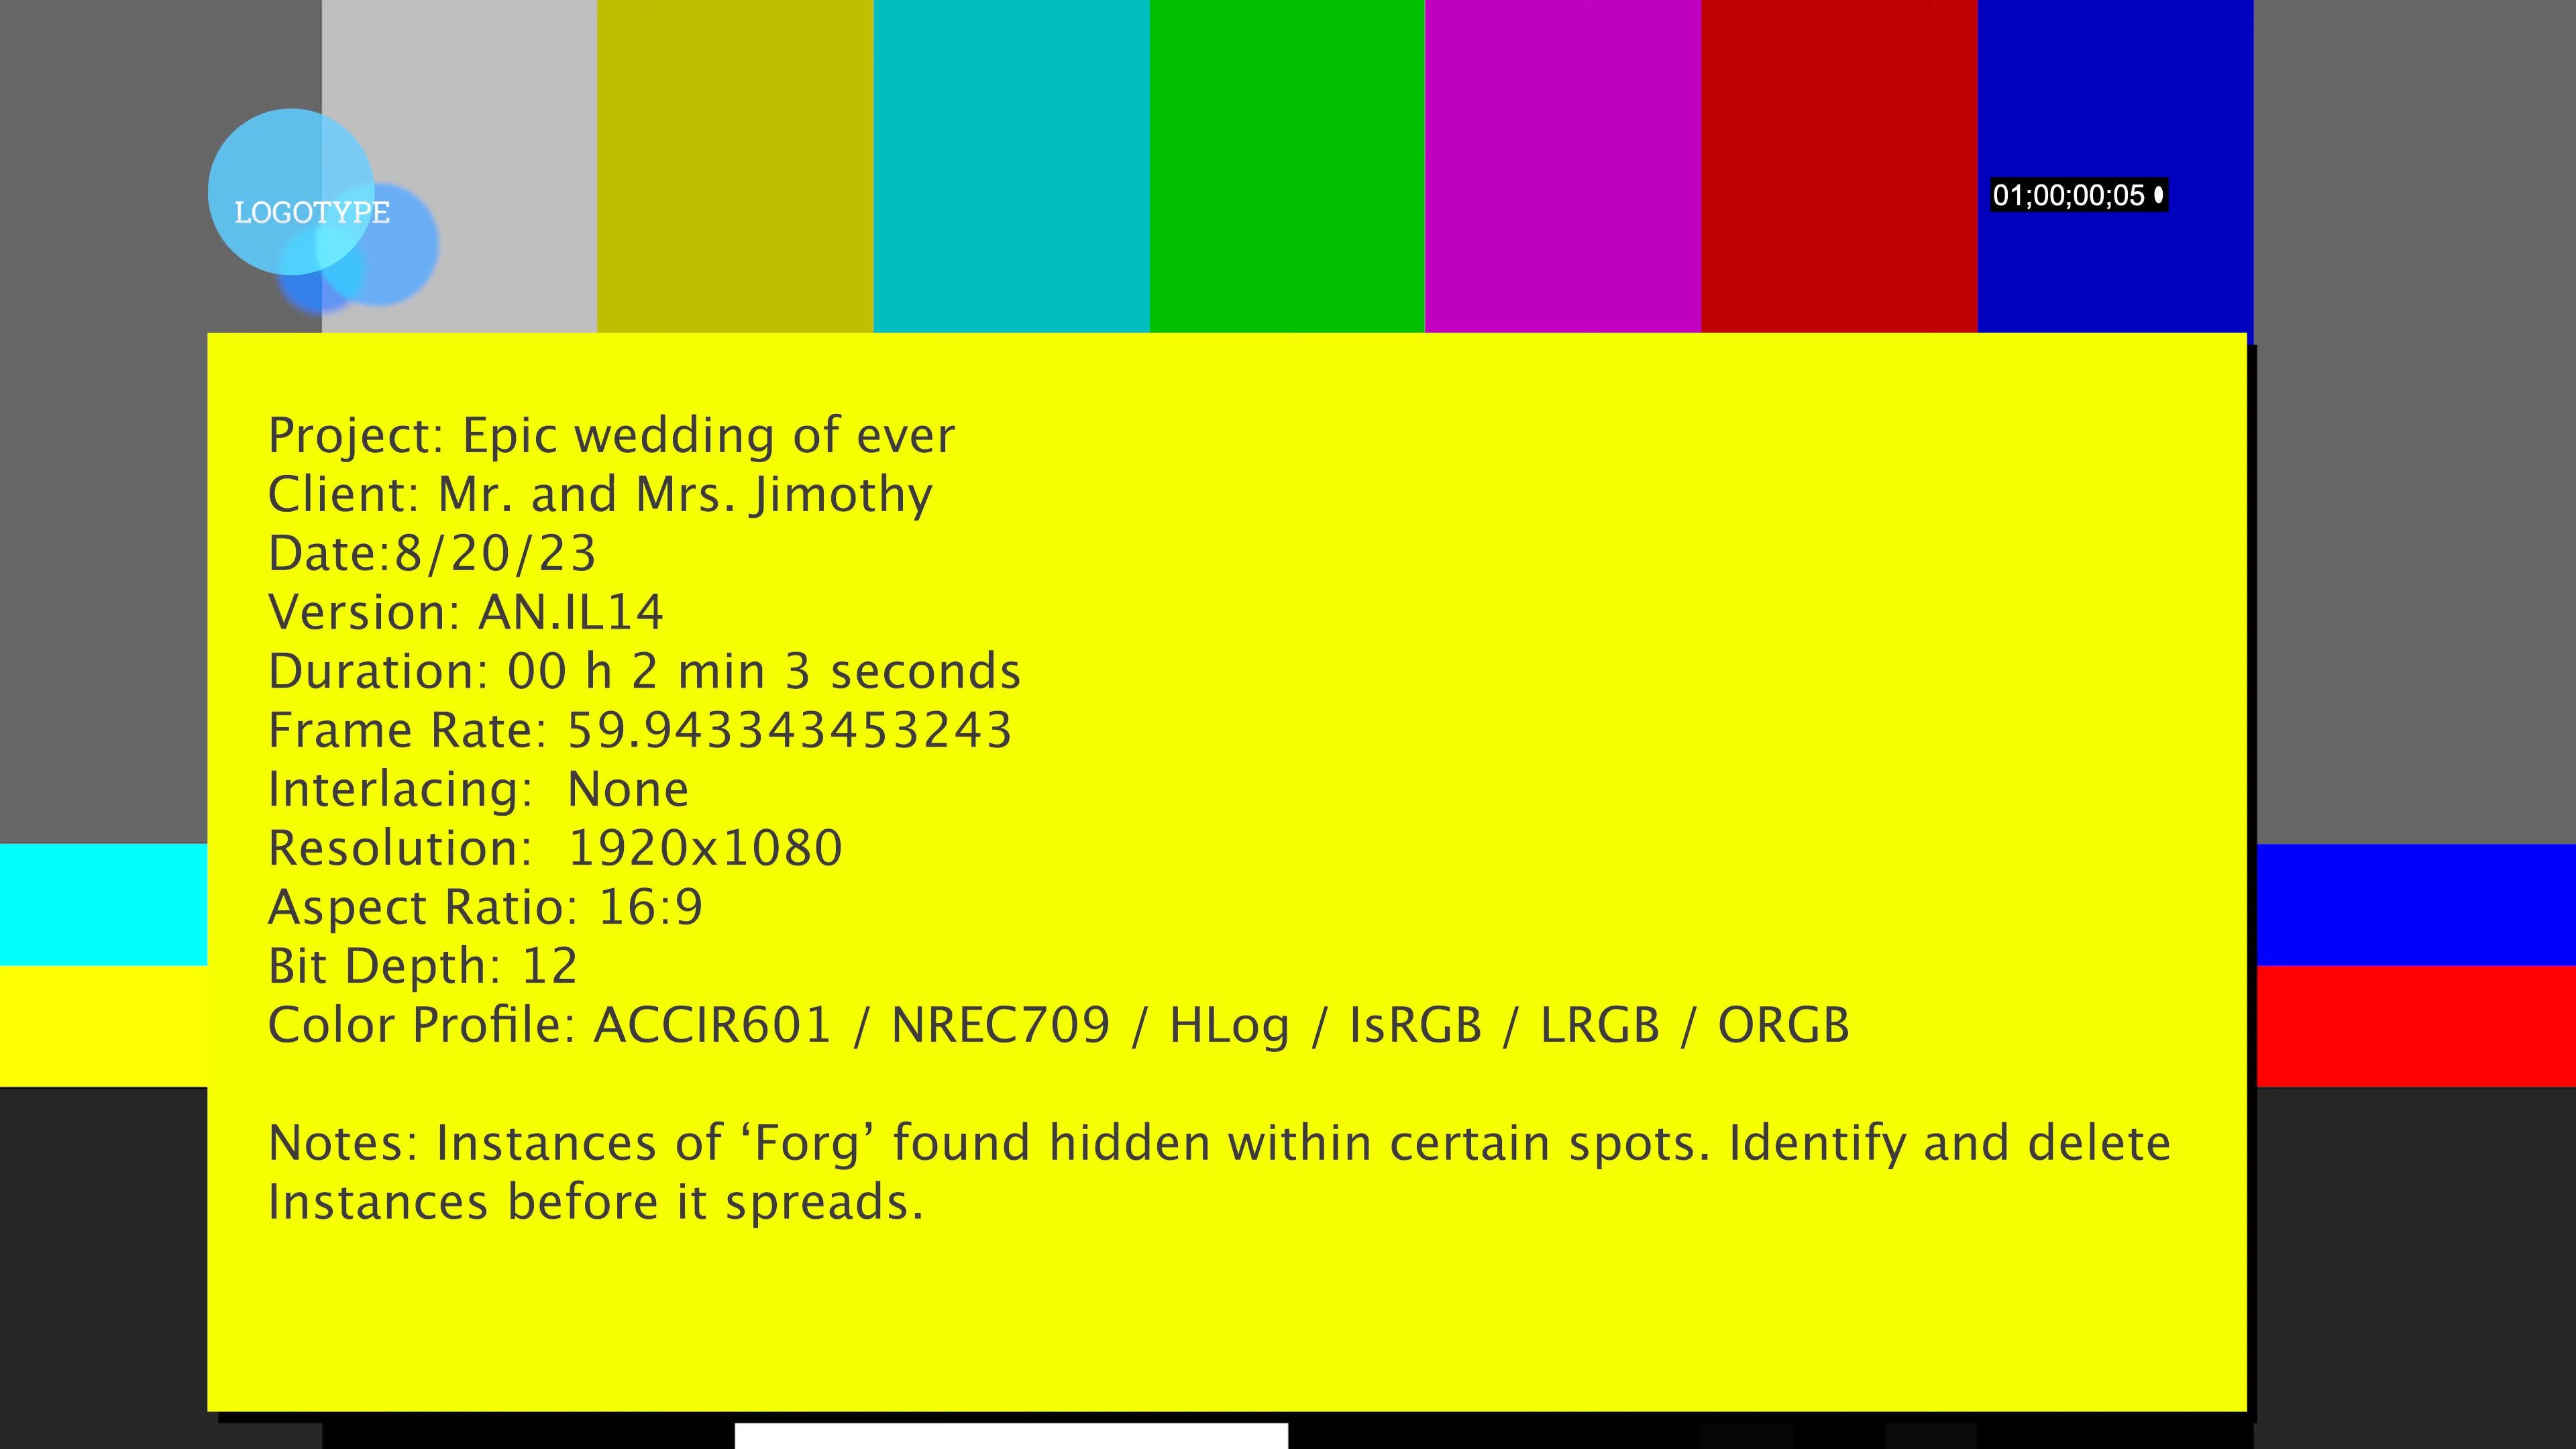 LOGOTYPE
01;00;00;05
Project: Epic wedding of ever
Client: Mr. and Mrs. Jimothy
Date:8/20/23
Version: AN.IL14
Duration: 00 h 2 min 3 seconds
Frame Rate: 59.943343453243
Interlacing:  None
Resolution:  1920x1080
Aspect Ratio: 16:9
Bit Depth: 12
Color Profile: ACCIR601 / NREC709 / HLog / IsRGB / LRGB / ORGB
Notes: Instances of ‘Forg’ found hidden within certain spots. Identify and delete
Instances before it spreads.